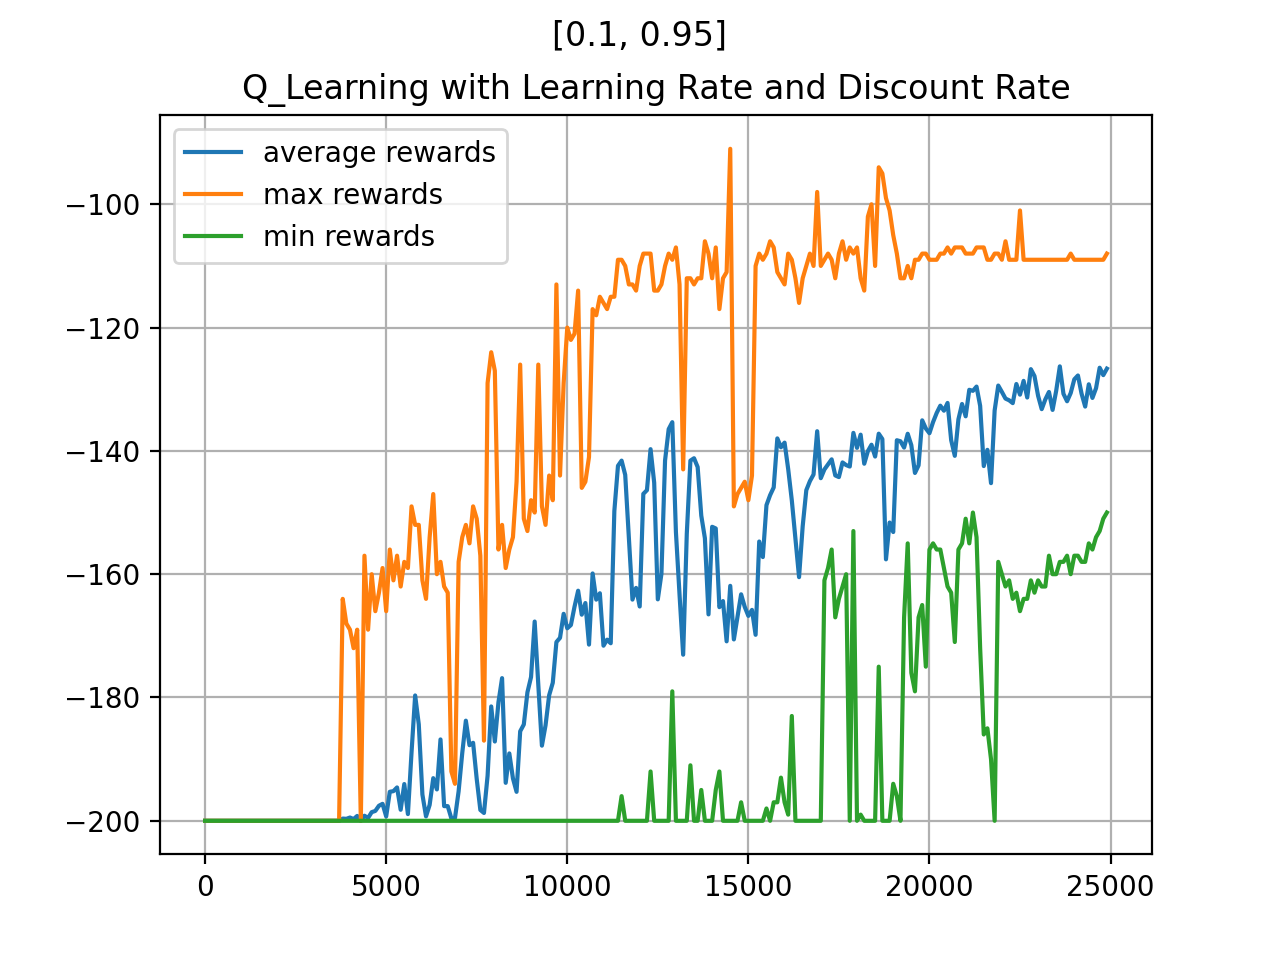 [0.1, 0.95]
Q_Learning with Learning Rate and Discount Rate
average rewards
max rewards
min rewards
−100
−120
−140
−160
−180
−200
0 5000 10000 15000 20000 25000